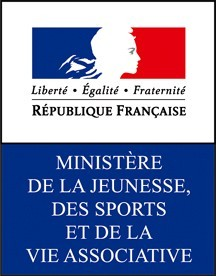 Liberté • Égalité • Fraternité
RÉPUBLIQUE FRANÇAISE
MINISTÈRE
DE LA JEUNESSE,
DES SPORTS
ET DE LA
VIE ASSOCIATIVE